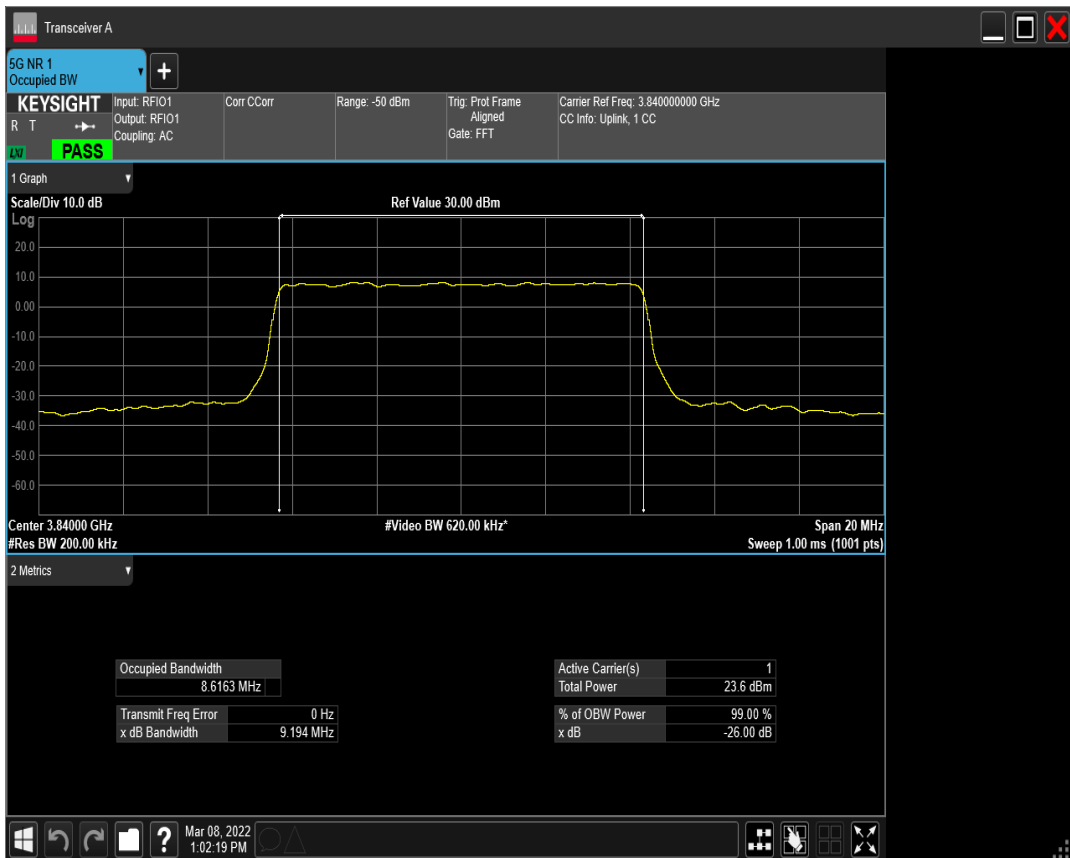 Transceiver A
5G NR 1
Occupied BW
KEYSIGHT
R T
LXI
PASS
Input: RFIO1
Output: RFIO1
Coupling: AC
Corr CCorr
Range: -50 dBm
Trig: Prot Frame
Aligned
Gate: FFT
Carrier Ref Freq: 3.840000000 GHz
CC Info: Uplink, 1 CC
1 Graph
Scale/Div 10.0 dB
Ref Value 30.00 dBm
Log
20.0
10.0
0.00
-10.0
-20.0
-30.0
-40.0
-50.0
-60.0
Center 3.84000 GHz
#Video BW 620.00 kHz*
Span 20 MHz
#Res BW 200.00 kHz
Sweep 1.00 ms (1001 pts)
2 Metrics
Occupied Bandwidth
8.6163 MHz
Transmit Freq Error 0 Hz
x dB Bandwidth 9.194 MHz
Active Carrier(s) 1
Total Power 23.6 dBm
% of OBW Power 99.00 %
x dB -26.00 dB
Mar 08, 2022
1:02:19 PM